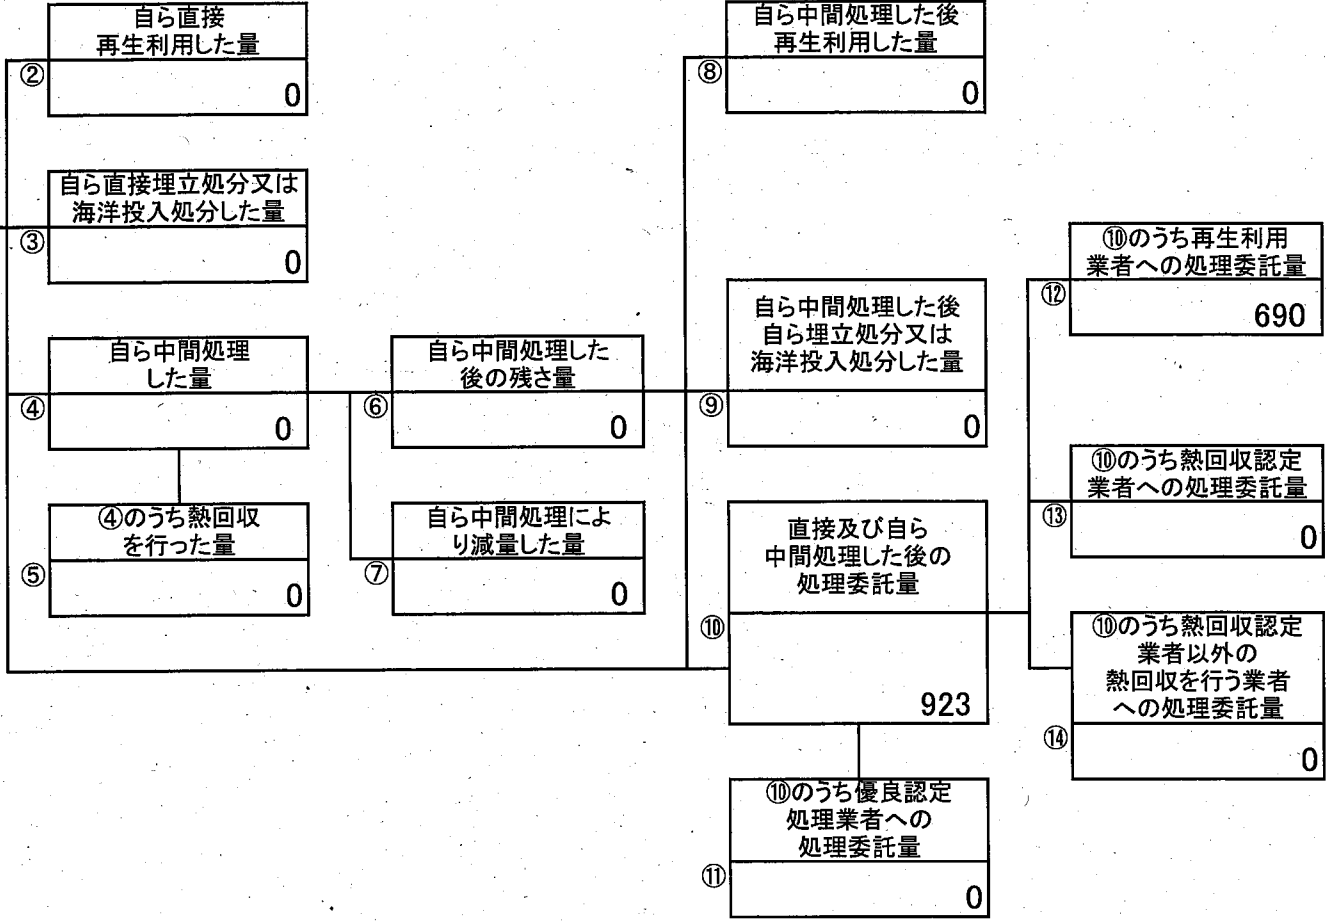 自ら直接
再生利用した量
②
0
自ら直接埋立処分又は
海洋投入処分した量
③
0
自ら中間処理
した量
④
0
④のうち熱回収
を行った量
⑤
0
自ら中間処理した
後の残さ量
⑥
0
自ら中間処理によ
り減量した量
⑦
0
自ら中間処理した後
再生利用した量
⑧
0
自ら中間処理した後
自ら埋立処分又は
海洋投入処分した量
⑨
0
直接及び自ら
中間処理した後の
処理委託量
⑩
923
⑩のうち優良認定
処理業者への
処理委託量
⑪
0
⑩のうち再生利用
業者への処理委託量
⑫
690
⑩のうち熱回収認定
業者への処理委託量
⑬
0
⑩のうち熱回収認定
業者以外の
熱回収を行う業者
への処理委託量
⑭
0